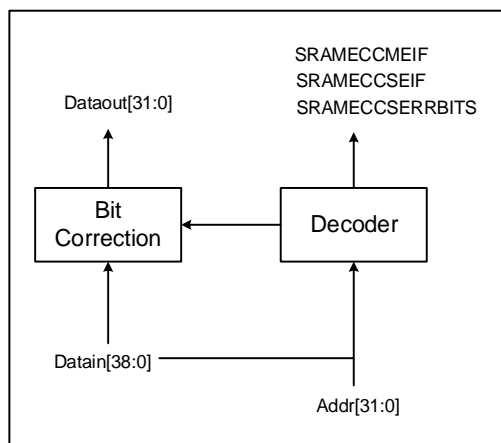 SRAMECCMEIF
SRAMECCSEIF
SRAMECCSERRBITS
Dataout[31:0]
Bit
Correction
Decoder
Datain[38:0]
Addr[31:0]